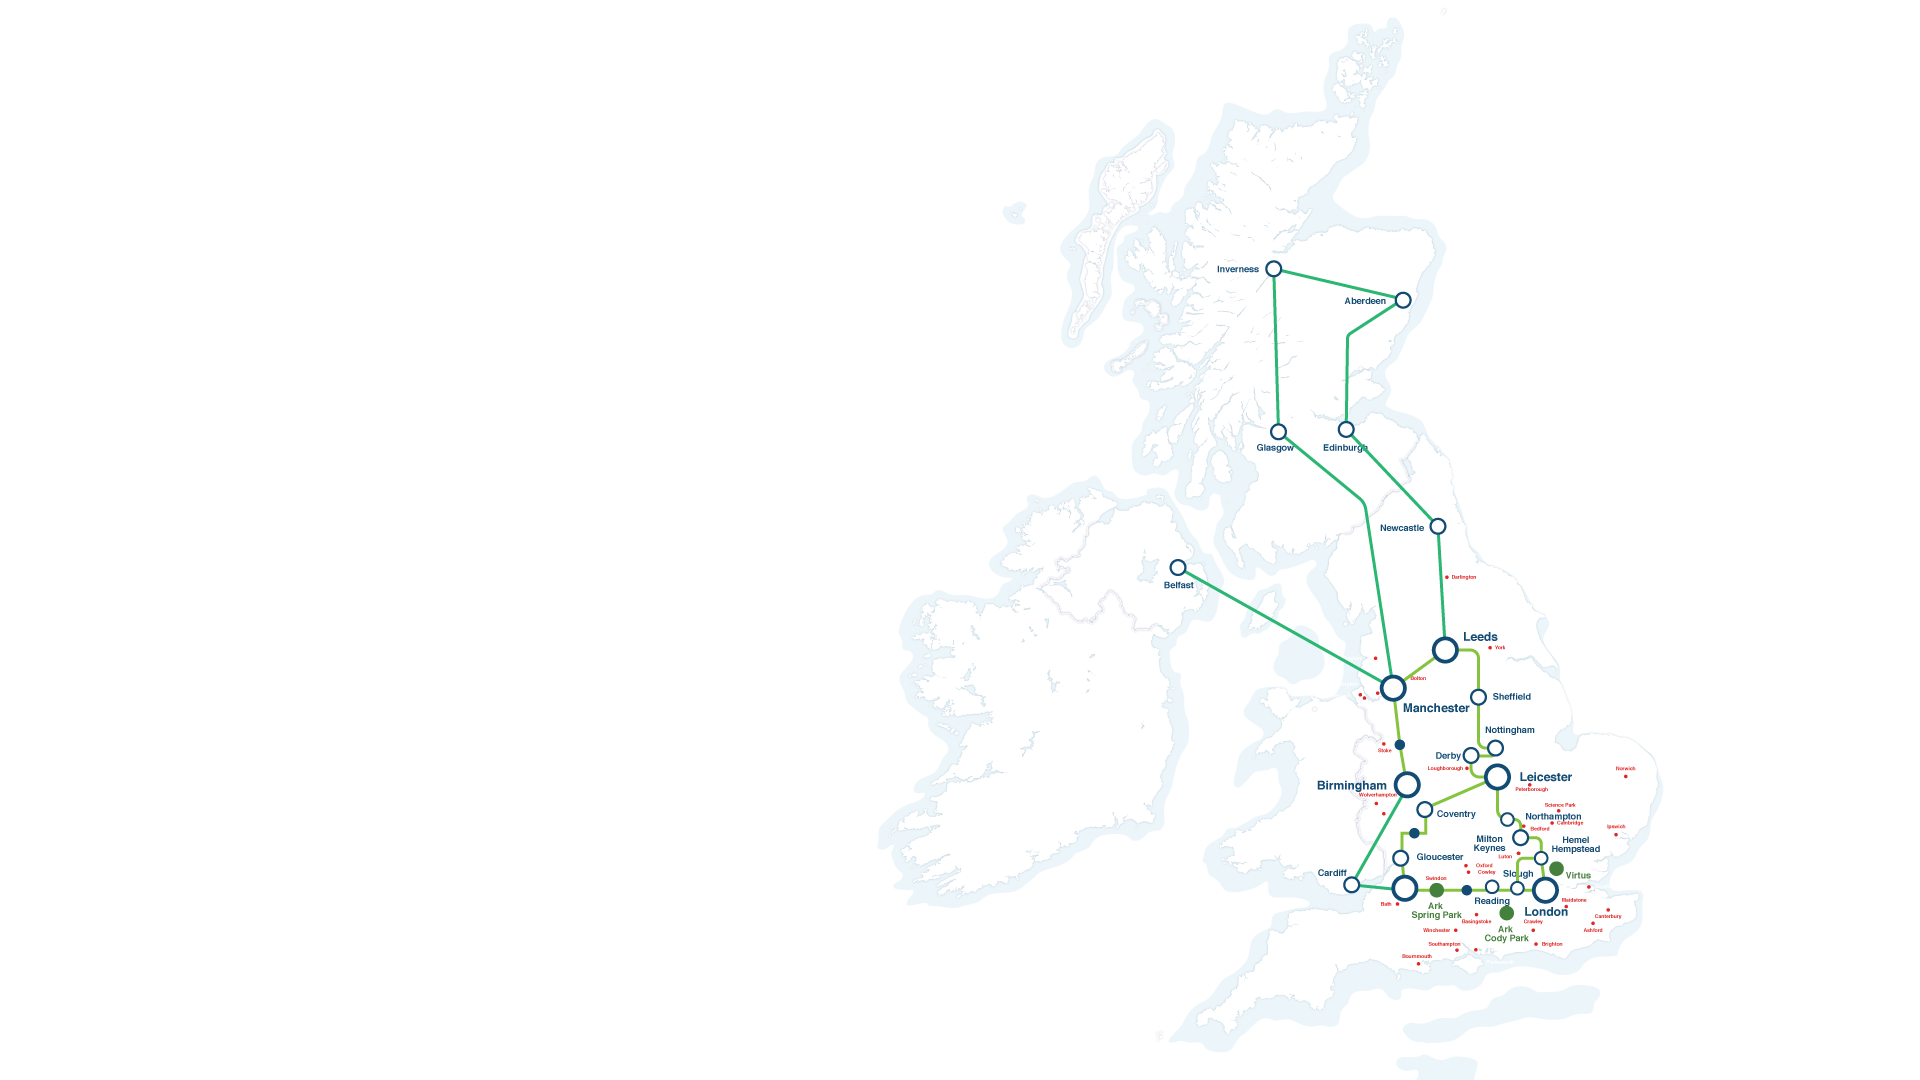 Inverness
Aberdeen
Glasgow
Edinburgh
Newcastle
Belfast
Darlington
Leeds
York
Bolton
Sheffield
Manchester
Nottingham
Stoke
Derby
Loughborough
Norwich
Leicester
Birmingham
Peterborough
Wolverhampton
Science Park
Coventry
Northampton
Cambridge
Bedford
Ipswich
Milton
Keynes
Hemel
Hempstead
Luton
Gloucester
Oxford
Cowley
Cardiff
Slough
Virtus
Swindon
Reading
Maidstone
Bath
Ark
Spring Park
London
Canterbury
Basingstoke
Crawley
Winchester
Ark
Cody Park
Ashford
Southampton
Brighton
Bournmouth